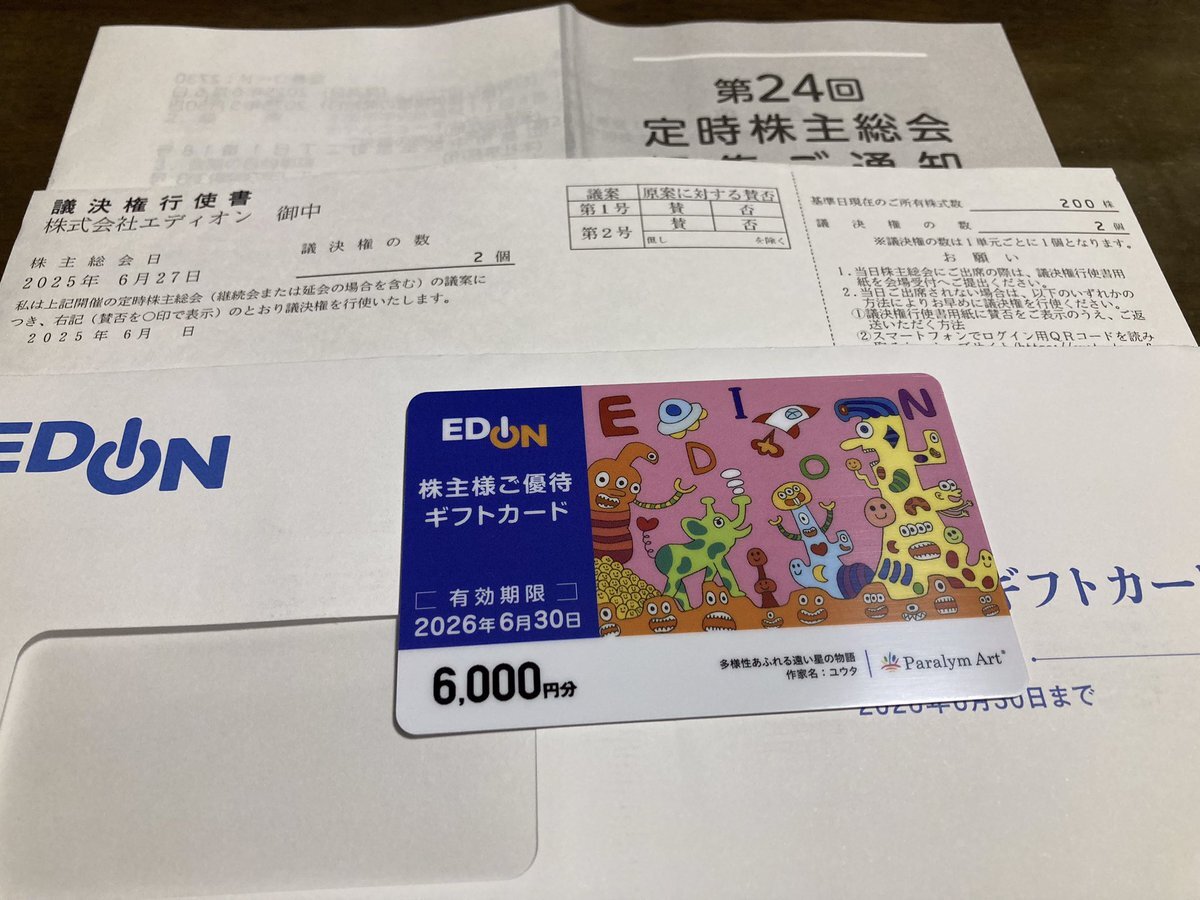 第24回
定時株主総会
議決権行使書
株式会社エディオン 御中
議決権の数
2個
株主総会日
2025年 6月27日
私は上記開催の定時株主総会（継続会または延会の場合を含む）の議案に
つき、右記（賛否を○印で表示）のとおり議決権を行使いたします。
2025年 6月 日
議案 原案に対する賛否
第1号 賛 否
第2号 賛 否
但し を除く
基準日現在のご所有株式数 200株
議決権の数 2個
※議決権の数は1単元ごとに1個となります。
お願い
1.当日株主総会にご出席の際は、議決権行使書用
紙を会場受付へご提出ください。
2.当日ご出席されない場合は、以下のいずれかの
方法によりお早めに議決権を行使ください。
①議決権行使書用紙に賛否をご表示のうえ、ご返
送いただく方法
②スマートフォンでログイン用QRコードを読み
EDION
EDION
株主様ご優待
ギフトカード
有効期限
2026年6月30日
6,000円分
E D I O N
多様性あふれる遠い星の物語
作家名：ユウタ
Paralym Art®
ギフトカード
2026年6月30日まで